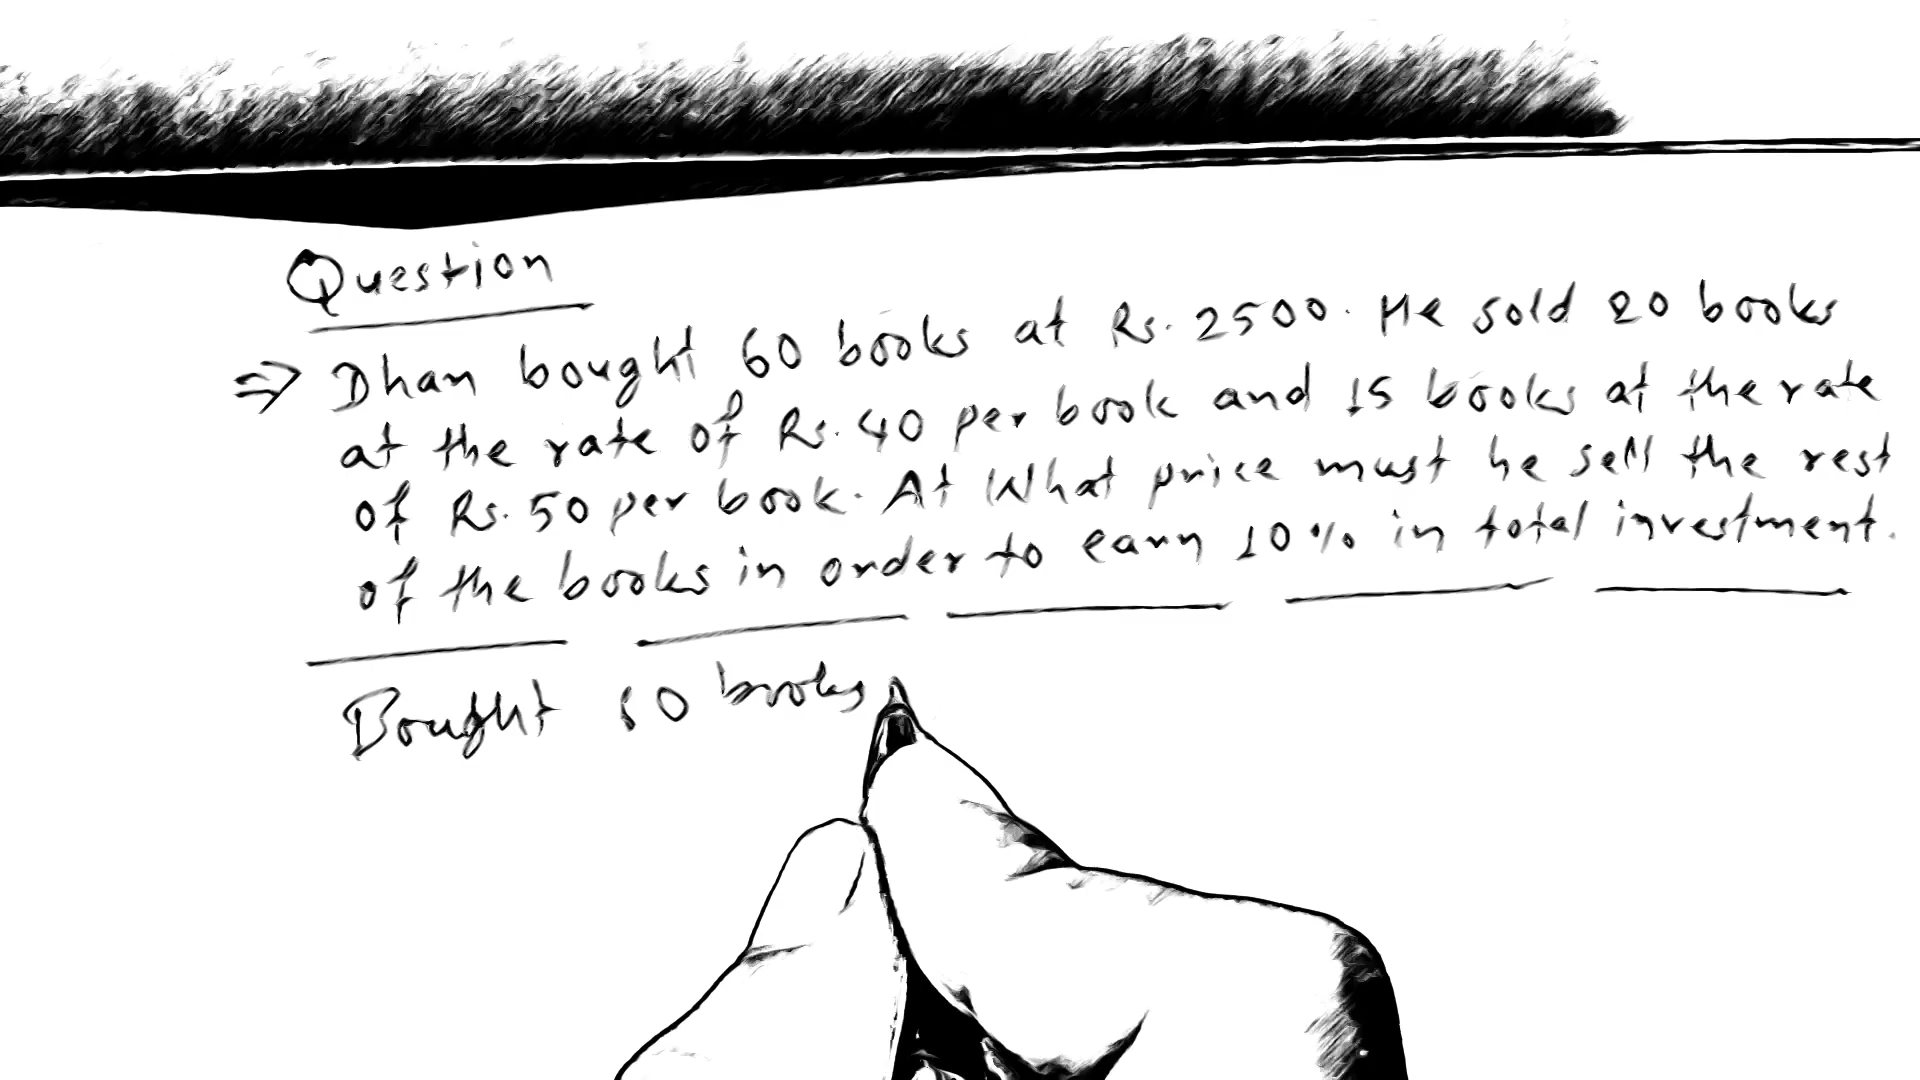 Question
⇒ Dhan bought 60 books at Rs. 2500. He sold 20 books
at the rate of Rs. 40 per book and 15 books at the rate
of Rs. 50 per book. At What price must he sell the rest
of the books in order to earn 10% in total investment.
Bought 60 books